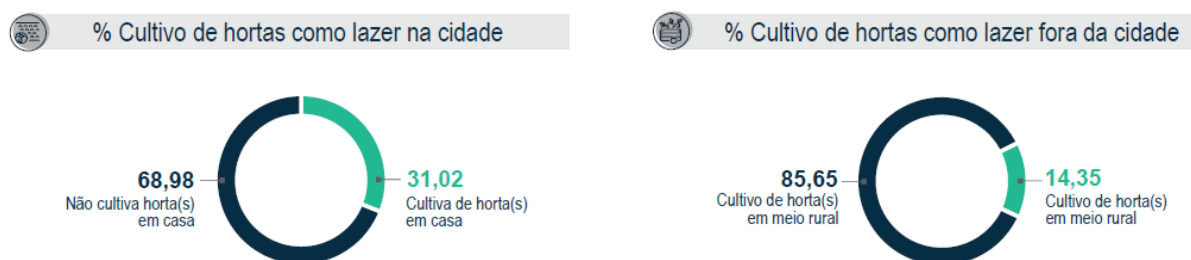 % Cultivo de hortas como lazer na cidade
68,98
Não cultiva horta(s)
em casa
31,02
Cultiva de horta(s)
em casa
% Cultivo de hortas como lazer fora da cidade
85,65
Cultivo de horta(s)
em meio rural
14,35
Cultivo de horta(s)
em meio rural